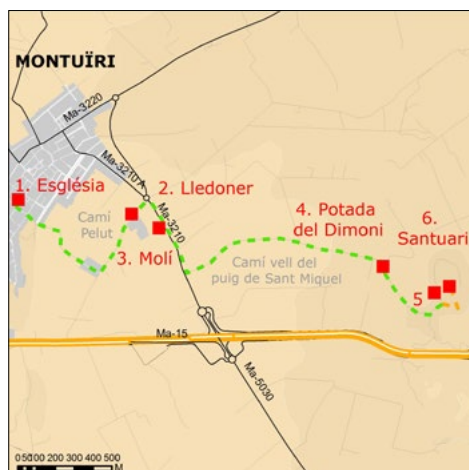 MONTUÏRI
Ma-3220
Ma-3210A
1. Església
2. Lledoner
Camí
Pelut
Ma-3210
3. Molí
4. Potada
del Dimoni
6.
Santuari
Camí vell del
puig de Sant Miquel
5
Ma-15
Ma-5030
0 50 100 200 300 400 500
M